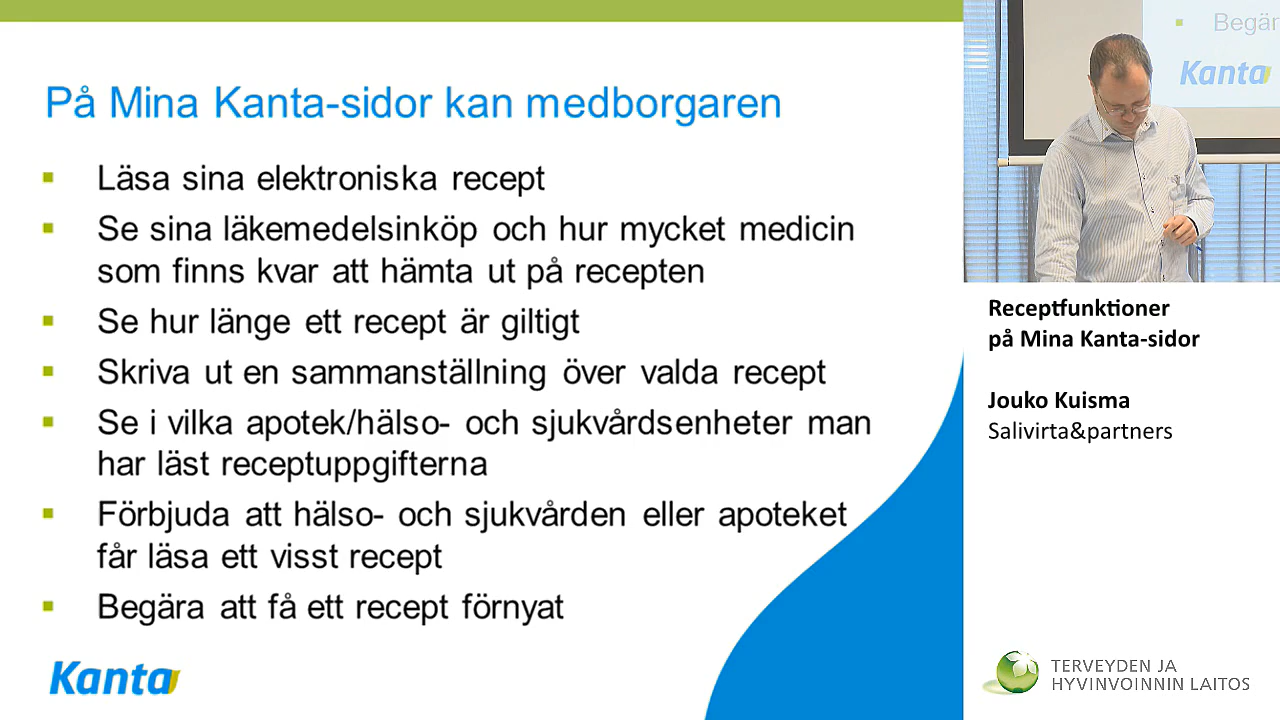 På Mina Kanta-sidor kan medborgaren
Läsa sina elektroniska recept
Se sina läkemedelsinköp och hur mycket medicin
som finns kvar att hämta ut på recepten
Se hur länge ett recept är giltigt
Skriva ut en sammanställning över valda recept
Se i vilka apotek/hälso- och sjukvårdsenheter man
har läst receptuppgifterna
Förbjuda att hälso- och sjukvården eller apoteket
får läsa ett visst recept
Begära att få ett recept förnyat
Kanta
Begär
Kanta
Receptfunktioner
på Mina Kanta-sidor
Jouko Kuisma
Salivirta&partners
TERVEYDEN JA
HYVINVOINNIN LAITOS